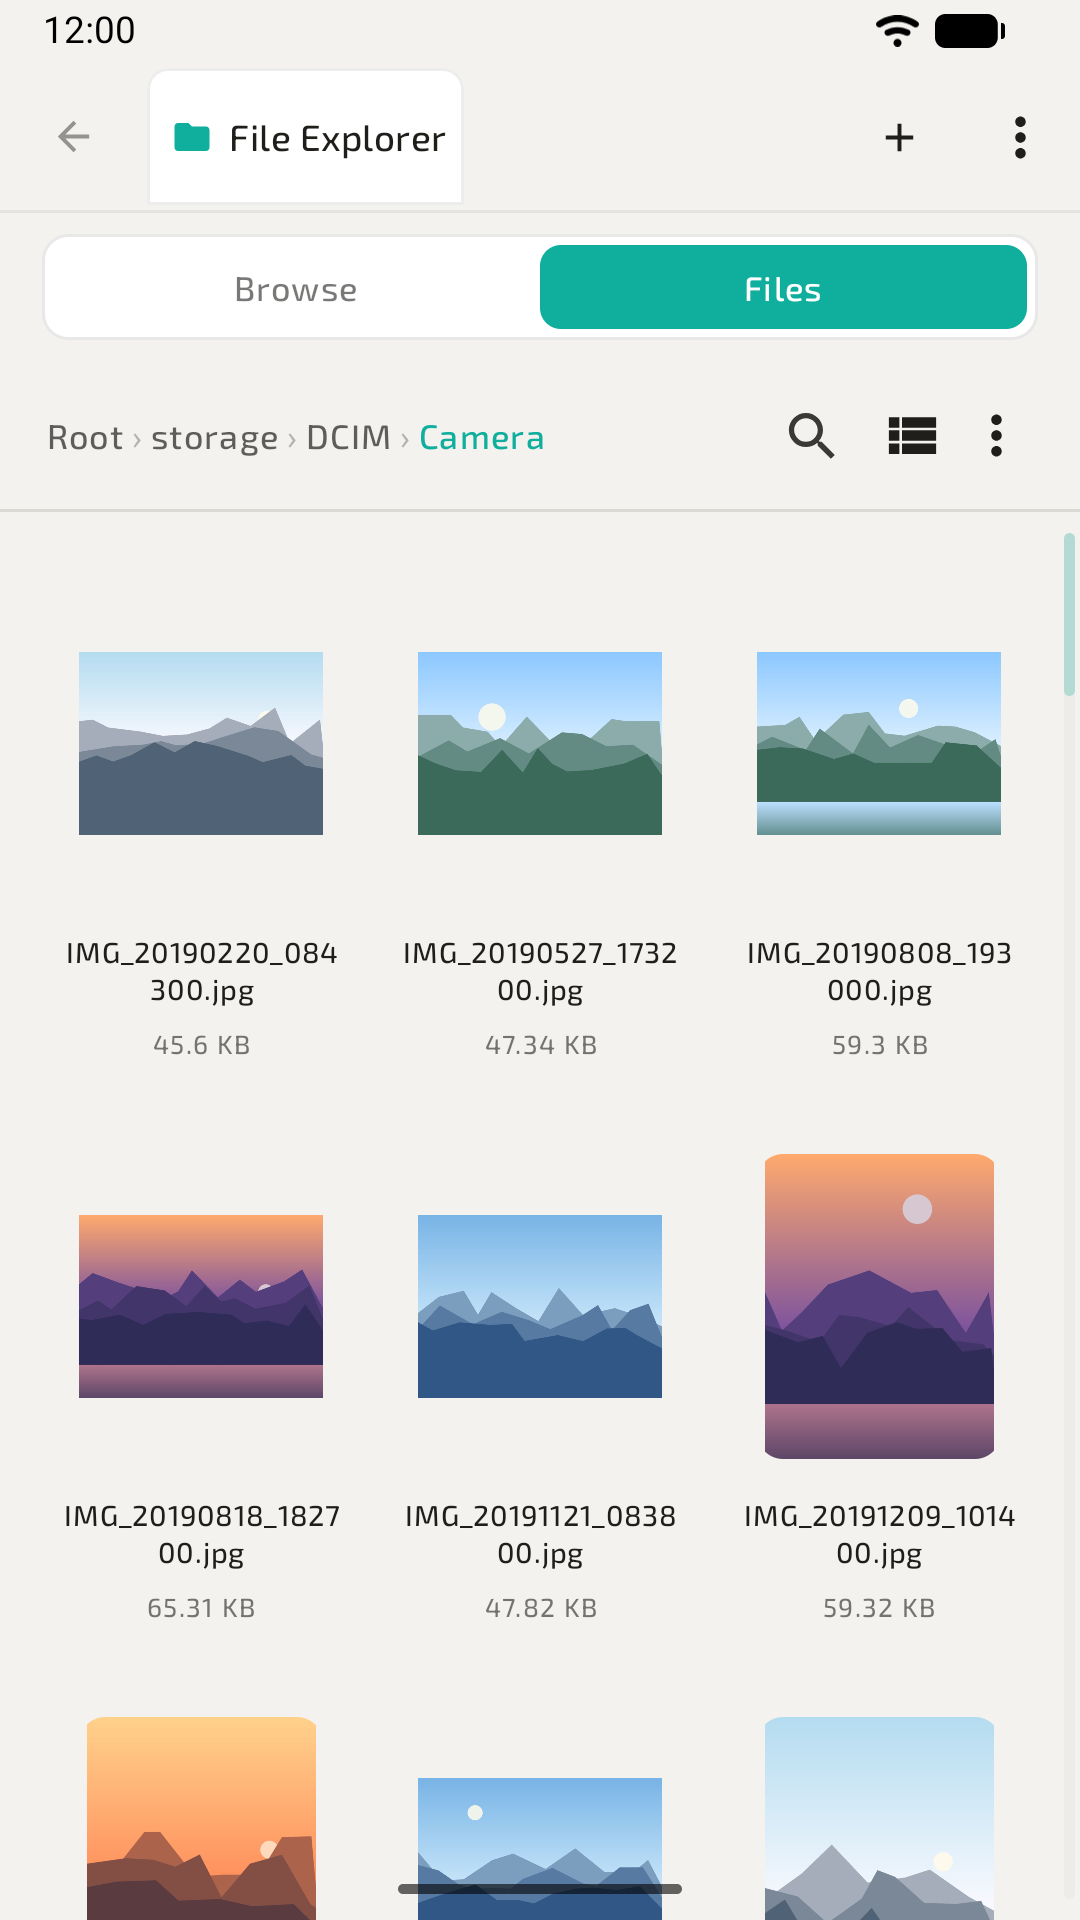 12:00
File Explorer
Browse
Files
Root › storage › DCIM › Camera
IMG_20190220_084
300.jpg
45.6 KB
IMG_20190527_1732
00.jpg
47.34 KB
IMG_20190808_193
000.jpg
59.3 KB
IMG_20190818_1827
00.jpg
65.31 KB
IMG_20191121_0838
00.jpg
47.82 KB
IMG_20191209_1014
00.jpg
59.32 KB